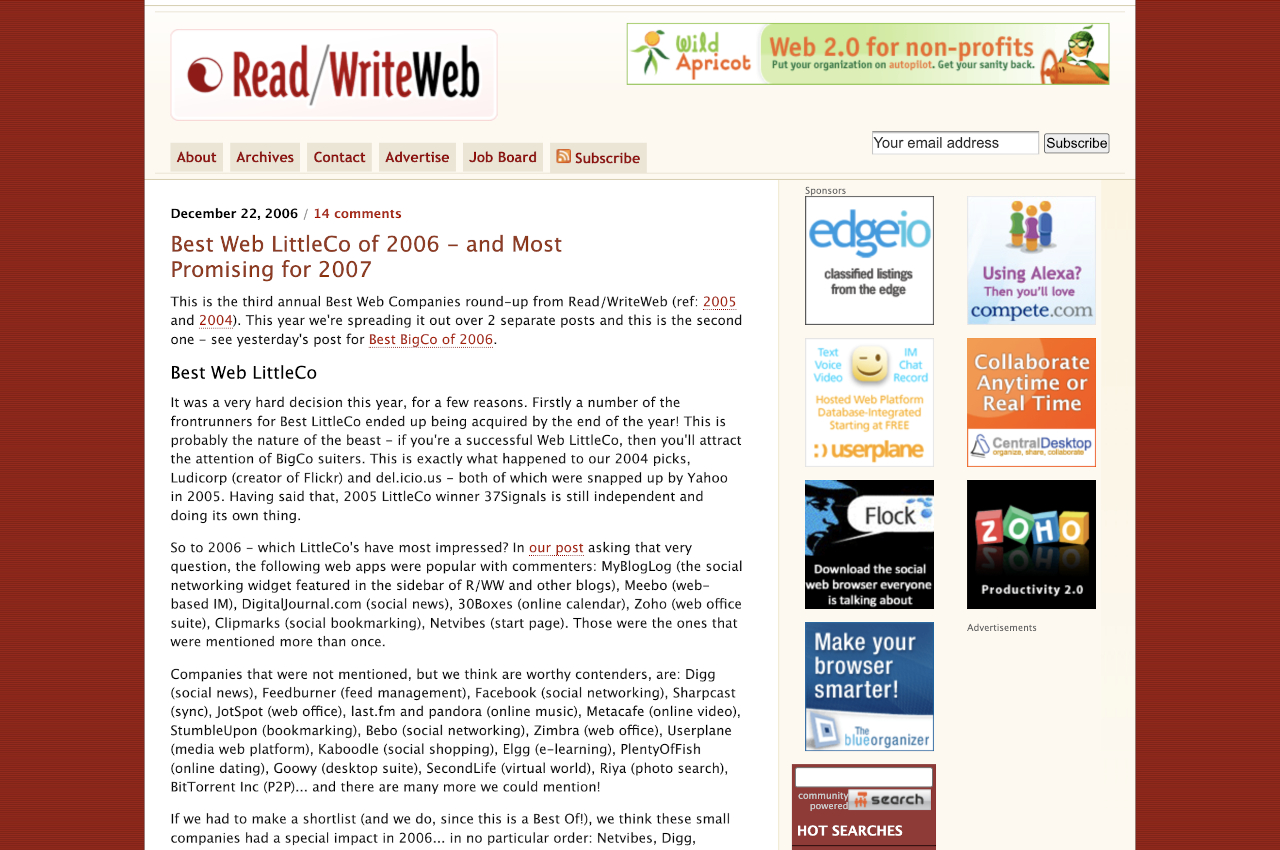 Read/WriteWeb
Wild Apricot
Web 2.0 for non-profits
Put your organization on autopilot. Get your sanity back.
Your email address
Subscribe
About
Archives
Contact
Advertise
Job Board
Subscribe
December 22, 2006 / 14 comments
Best Web LittleCo of 2006 – and Most
Promising for 2007
This is the third annual Best Web Companies round-up from Read/WriteWeb (ref: 2005
and 2004). This year we're spreading it out over 2 separate posts and this is the second
one – see yesterday's post for Best BigCo of 2006.
Best Web LittleCo
It was a very hard decision this year, for a few reasons. Firstly a number of the
frontrunners for Best LittleCo ended up being acquired by the end of the year! This is
probably the nature of the beast – if you're a successful Web LittleCo, then you'll attract
the attention of BigCo suiters. This is exactly what happened to our 2004 picks,
Ludicorp (creator of Flickr) and del.icio.us – both of which were snapped up by Yahoo
in 2005. Having said that, 2005 LittleCo winner 37Signals is still independent and
doing its own thing.
So to 2006 – which LittleCo's have most impressed? In our post asking that very
question, the following web apps were popular with commenters: MyBlogLog (the social
networking widget featured in the sidebar of R/WW and other blogs), Meebo (web-
based IM), DigitalJournal.com (social news), 30Boxes (online calendar), Zoho (web office
suite), Clipmarks (social bookmarking), Netvibes (start page). Those were the ones that
were mentioned more than once.
Companies that were not mentioned, but we think are worthy contenders, are: Digg
(social news), Feedburner (feed management), Facebook (social networking), Sharpcast
(sync), JotSpot (web office), last.fm and pandora (online music), Metacafe (online video),
StumbleUpon (bookmarking), Bebo (social networking), Zimbra (web office), Userplane
(media web platform), Kaboodle (social shopping), Elgg (e-learning), PlentyOfFish
(online dating), Goowy (desktop suite), SecondLife (virtual world), Riya (photo search),
BitTorrent Inc (P2P)... and there are many more we could mention!
If we had to make a shortlist (and we do, since this is a Best Of!), we think these small
companies had a special impact in 2006... in no particular order: Netvibes, Digg,
Sponsors
edgeio
classified listings
from the edge
Using Alexa?
Then you'll love
compete.com
Text
Voice
Video
IM
Chat
Record
Hosted Web Platform
Database-Integrated
Starting at FREE
:) userplane
Collaborate
Anytime or
Real Time
CentralDesktop
organize, share, collaborate
Flock
Download the social
web browser everyone
is talking about
ZOHO
Productivity 2.0
Make your
browser
smarter!
The
blueorganizer
Advertisements
community
powered
search
HOT SEARCHES